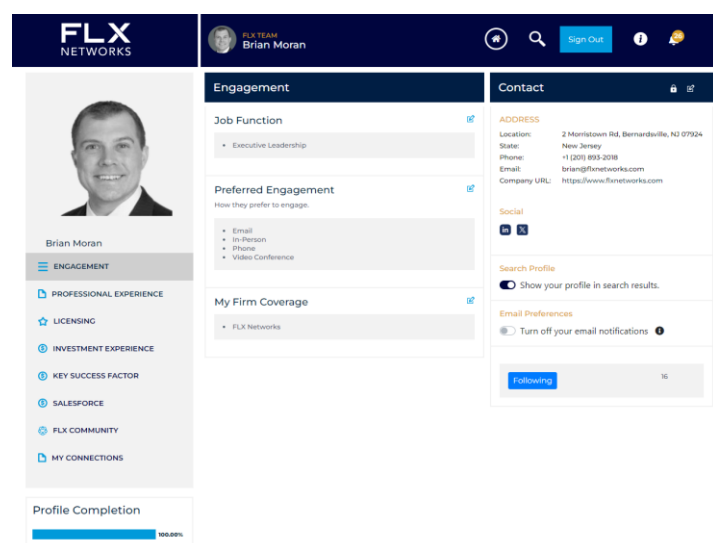 FLX
NETWORKS
FLX TEAM
Brian Moran
Sign Out
26
Brian Moran
ENGAGEMENT
PROFESSIONAL EXPERIENCE
LICENSING
INVESTMENT EXPERIENCE
KEY SUCCESS FACTOR
SALESFORCE
FLX COMMUNITY
MY CONNECTIONS
Profile Completion
100.00%
Engagement
Job Function
Executive Leadership
Preferred Engagement
How they prefer to engage.
Email
In-Person
Phone
Video Conference
My Firm Coverage
FLX Networks
Contact
ADDRESS
Location: 2 Morristown Rd, Bernardsville, NJ 07924
State: New Jersey
Phone: +1 (201) 893-2018
Email: brian@flxnetworks.com
Company URL: https://www.flxnetworks.com
Social
Search Profile
Show your profile in search results.
Email Preferences
Turn off your email notifications
Following 16